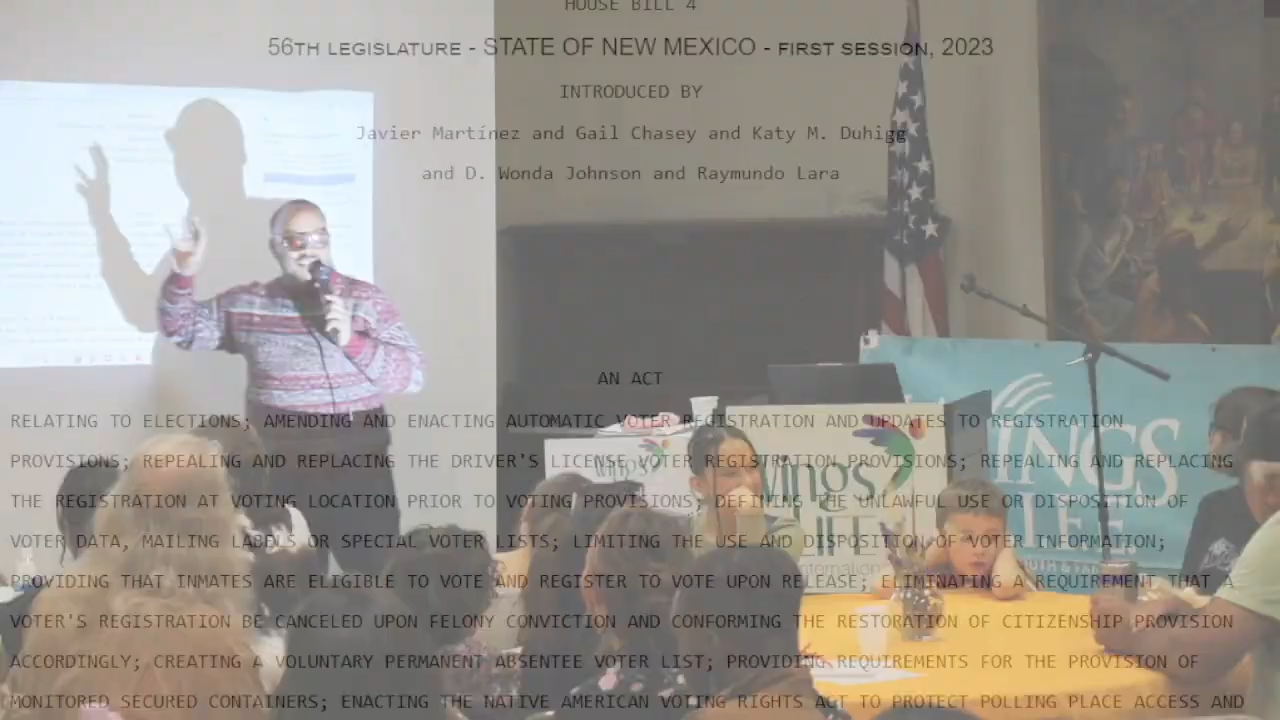 HOUSE BILL 4
56TH LEGISLATURE - STATE OF NEW MEXICO - FIRST SESSION, 2023
INTRODUCED BY
Javier Martínez and Gail Chasey and Katy M. Duhigg
and D. Wonda Johnson and Raymundo Lara
AN ACT
RELATING TO ELECTIONS; AMENDING AND ENACTING AUTOMATIC VOTER REGISTRATION AND UPDATES TO REGISTRATION
PROVISIONS; REPEALING AND REPLACING THE DRIVER'S LICENSE VOTER REGISTRATION PROVISIONS; REPEALING AND REPLACING
THE REGISTRATION AT VOTING LOCATION PRIOR TO VOTING PROVISIONS; DEFINING THE UNLAWFUL USE OR DISPOSITION OF
VOTER DATA, MAILING LABELS OR SPECIAL VOTER LISTS; LIMITING THE USE AND DISPOSITION OF VOTER INFORMATION;
PROVIDING THAT INMATES ARE ELIGIBLE TO VOTE AND REGISTER TO VOTE UPON RELEASE; ELIMINATING A REQUIREMENT THAT A
VOTER'S REGISTRATION BE CANCELED UPON FELONY CONVICTION AND CONFORMING THE RESTORATION OF CITIZENSHIP PROVISION
ACCORDINGLY; CREATING A VOLUNTARY PERMANENT ABSENTEE VOTER LIST; PROVIDING REQUIREMENTS FOR THE PROVISION OF
MONITORED SECURED CONTAINERS; ENACTING THE NATIVE AMERICAN VOTING RIGHTS ACT TO PROTECT POLLING PLACE ACCESS AND
Wings
LIFE
International
INGS